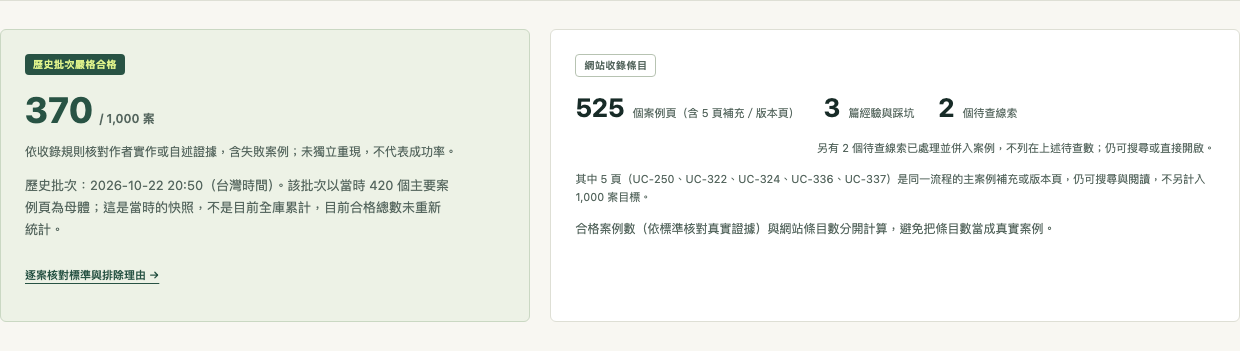 歷史批次嚴格合格
370 / 1,000 案
依收錄規則核對作者實作或自述證據，含失敗案例；未獨立重現，不代表成功率。
歷史批次：2026-10-22 20:50（台灣時間）。該批次以當時 420 個主要案
例頁為母體；這是當時的快照，不是目前全庫累計，目前合格總數未重新
統計。
逐案核對標準與排除理由 →
網站收錄條目
525 個案例頁（含 5 頁補充 / 版本頁） 3 篇經驗與踩坑 2 個待查線索
另有 2 個待查線索已處理並併入案例，不列在上述待查數；仍可搜尋或直接開啟。
其中 5 頁（UC-250、UC-322、UC-324、UC-336、UC-337）是同一流程的主案例補充或版本頁，仍可搜尋與閱讀，不另計入
1,000 案目標。
合格案例數（依標準核對真實證據）與網站條目數分開計算，避免把條目數當成真實案例。